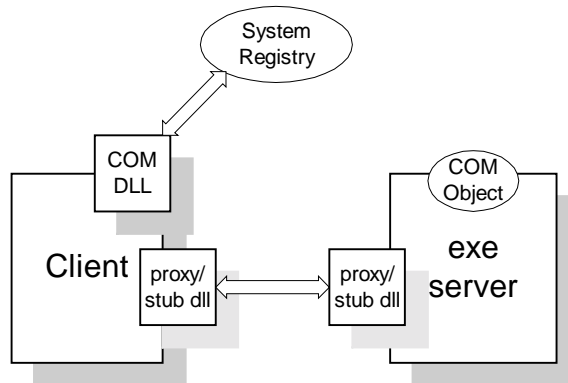 System
Registry
COM
DLL
COM
Object
Client
exe
server
proxy/
stub dll
proxy/
stub dll